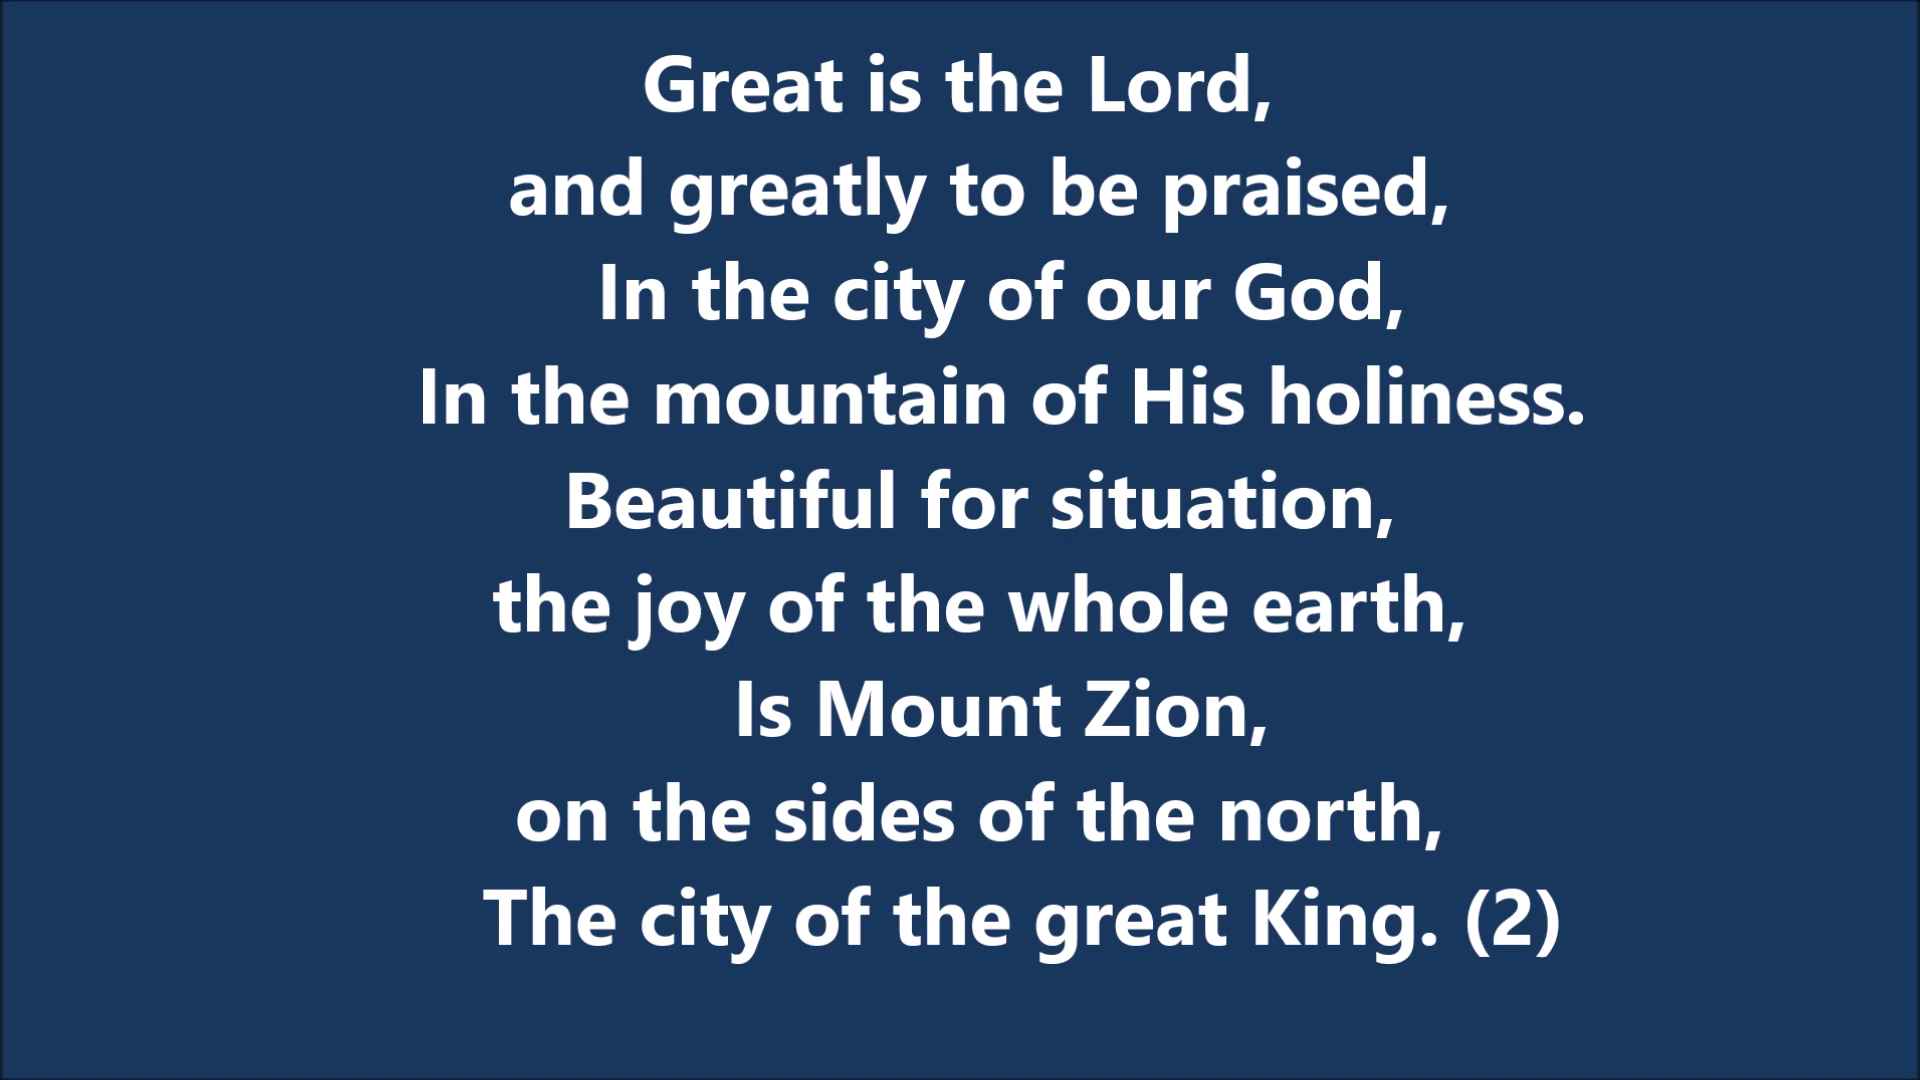 Great is the Lord,
and greatly to be praised,
In the city of our God,
In the mountain of His holiness.
Beautiful for situation,
the joy of the whole earth,
Is Mount Zion,
on the sides of the north,
The city of the great King. (2)